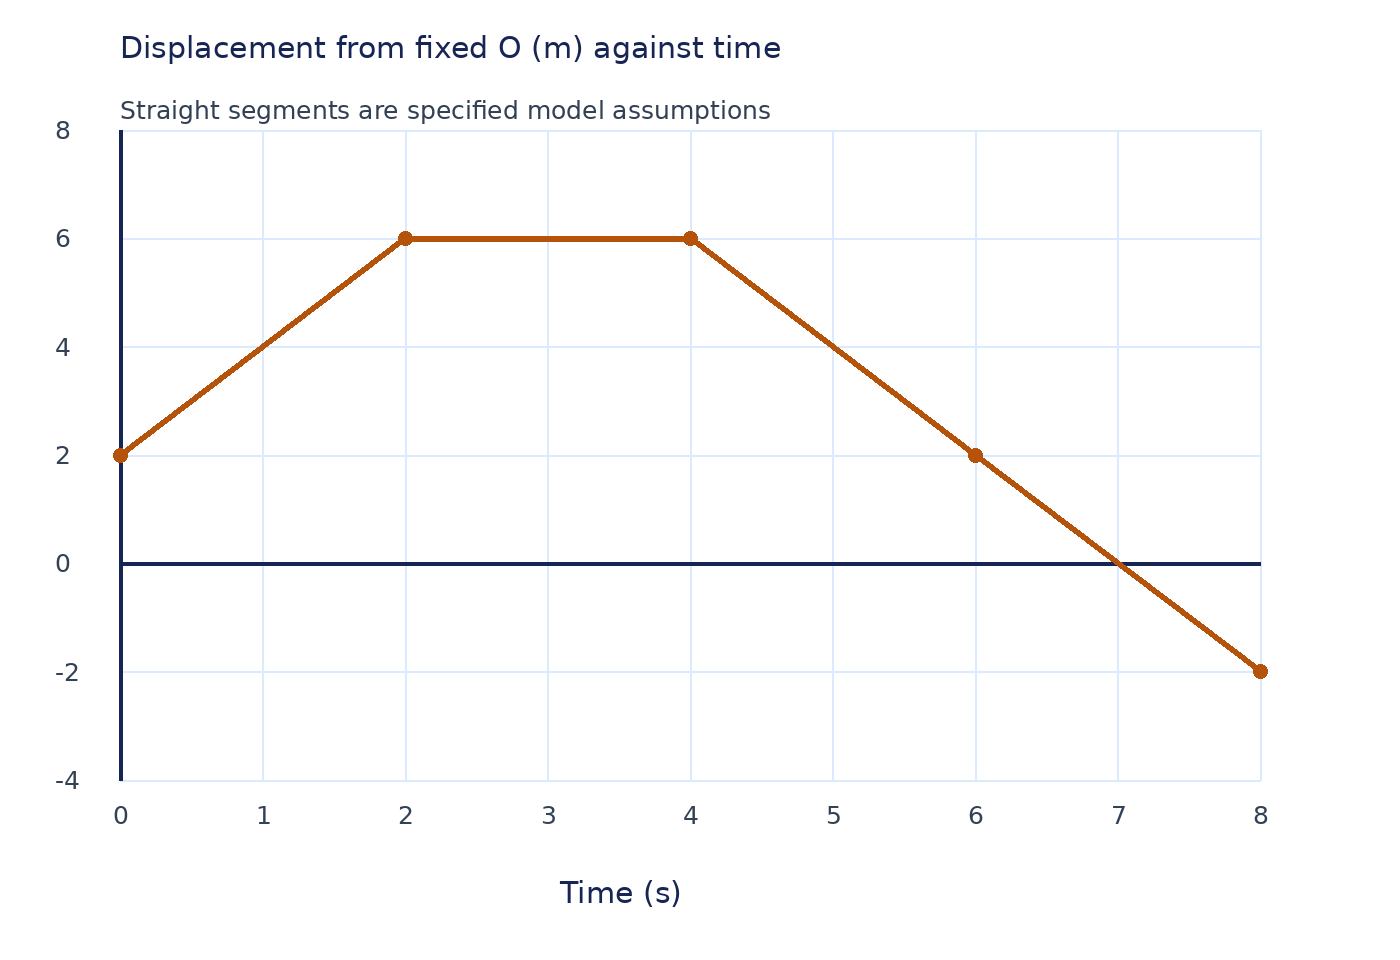 Displacement from fixed O (m) against time
Straight segments are specified model assumptions
8
6
4
2
0
-2
-4
0 1 2 3 4 5 6 7 8
Time (s)